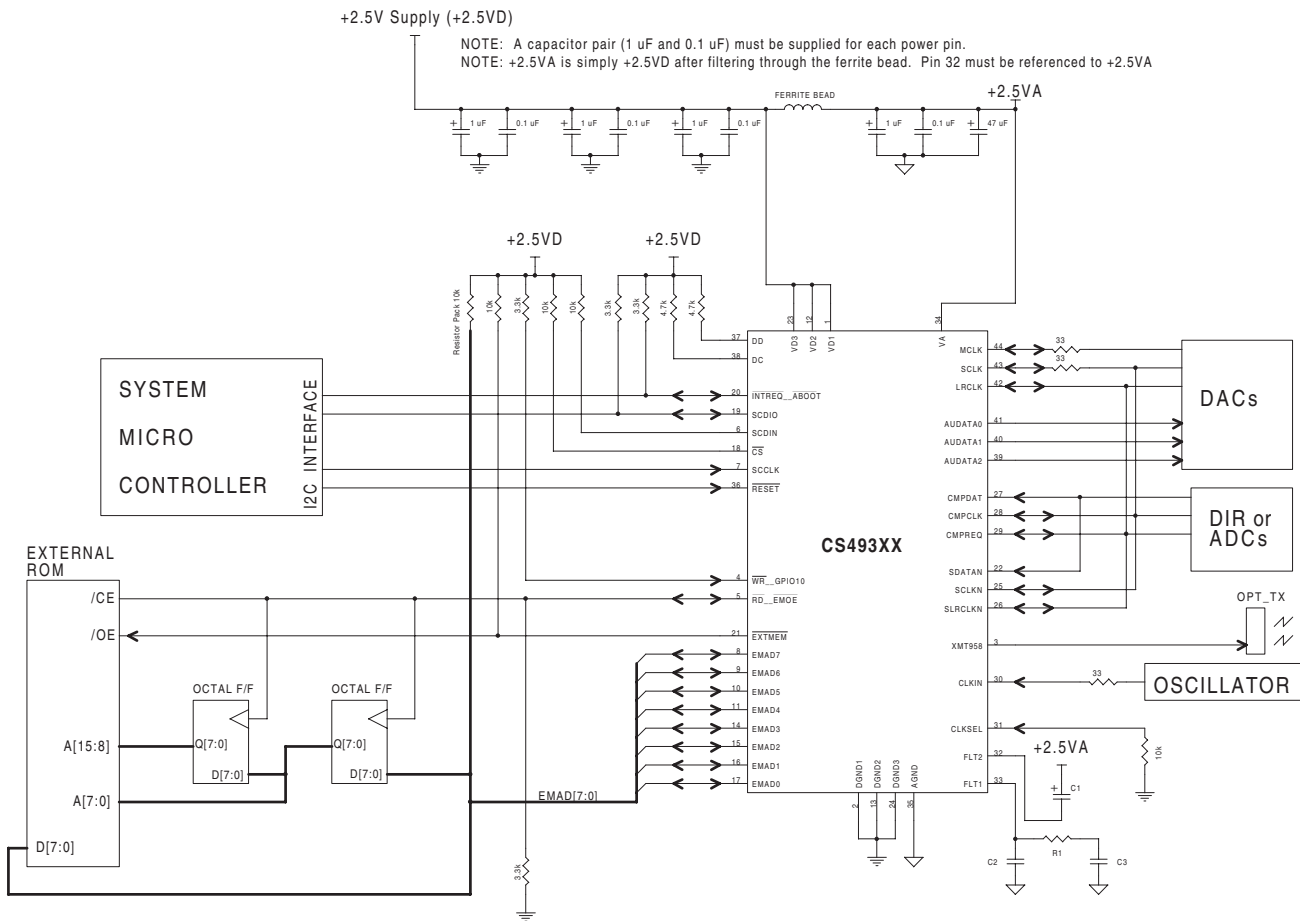 +2.5V Supply (+2.5VD)
NOTE: A capacitor pair (1 uF and 0.1 uF) must be supplied for each power pin.
NOTE: +2.5VA is simply +2.5VD after filtering through the ferrite bead. Pin 32 must be referenced to +2.5VA
FERRITE BEAD
+2.5VA
+ 1 uF
0.1 uF
+ 1 uF
0.1 uF
+ 1 uF
0.1 uF
+ 1 uF
0.1 uF
+ 47 uF
+2.5VD
+2.5VD
Resistor Pack 10k
10k
3.3k
10k
10k
3.3k
3.3k
4.7k
4.7k
23
12
1
34
VD3
VD2
VD1
VA
SYSTEM
MICRO
CONTROLLER
I2C INTERFACE
37 DD
38 DC
20 INTREQ__ABOOT
19 SCDIO
6 SCDIN
18 CS
7 SCCLK
36 RESET
4 WR__GPIO10
5 RD__EMOE
21 EXTMEM
8 EMAD7
9 EMAD6
10 EMAD5
11 EMAD4
14 EMAD3
15 EMAD2
16 EMAD1
17 EMAD0
CS493XX
MCLK 44
33
SCLK 43
33
LRCLK 42
AUDATA0 41
AUDATA1 40
AUDATA2 39
DACs
CMPDAT 27
CMPCLK 28
CMPREQ 29
DIR or
ADCs
SDATAN 22
SCLKN 25
SLRCLKN 26
OPT_TX
XMT958 3
CLKIN 30
33
OSCILLATOR
CLKSEL 31
10k
FLT2 32
+2.5VA
+ C1
FLT1 33
C2
R1
C3
DGND1
DGND2
DGND3
AGND
2
13
24
35
EXTERNAL
ROM
/CE
/OE
OCTAL F/F
OCTAL F/F
A[15:8]
Q[7:0]
D[7:0]
Q[7:0]
D[7:0]
A[7:0]
EMAD[7:0]
D[7:0]
3.3k